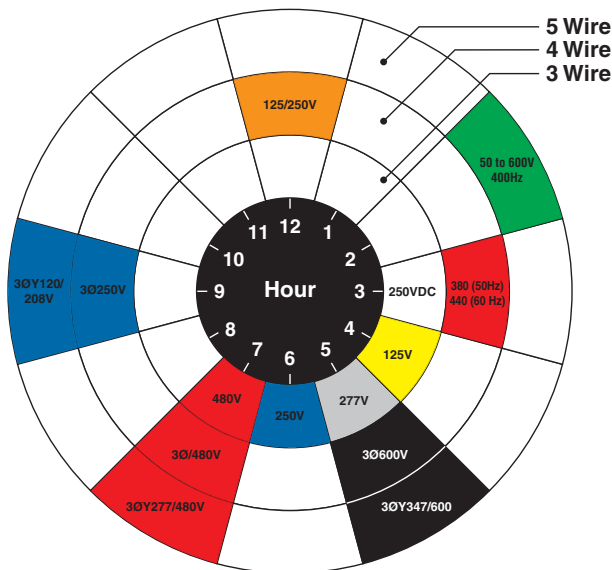 5 Wire
4 Wire
3 Wire
125/250V
50 to 600V
400Hz
12
11
1
10
2
3ØY120/
208V
3Ø250V
9
Hour
3
250VDC
380 (50Hz)
440 (60 Hz)
8
4
125V
7
5
6
480V
250V
277V
3Ø/480V
3Ø600V
3ØY277/480V
3ØY347/600